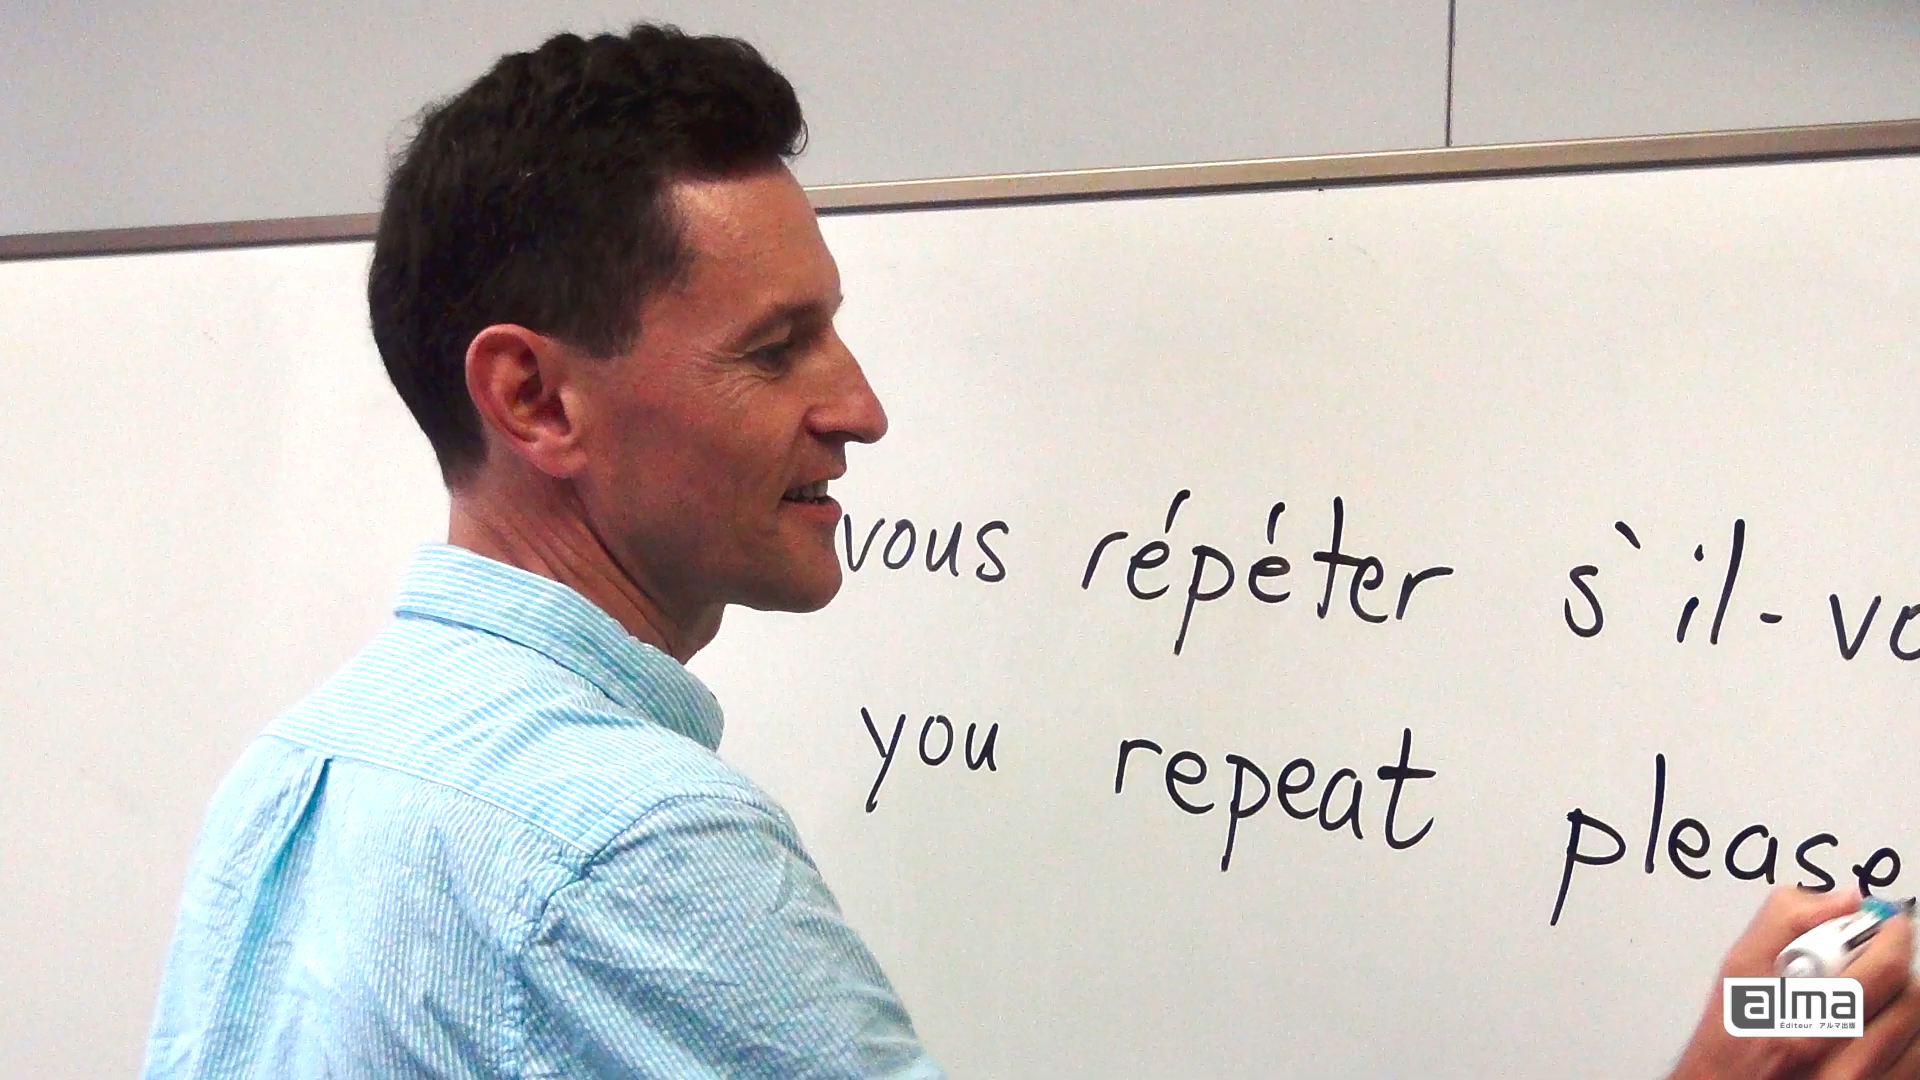 vous répéter s`il-vo
you repeat please
alma
Éditeur アルマ出版